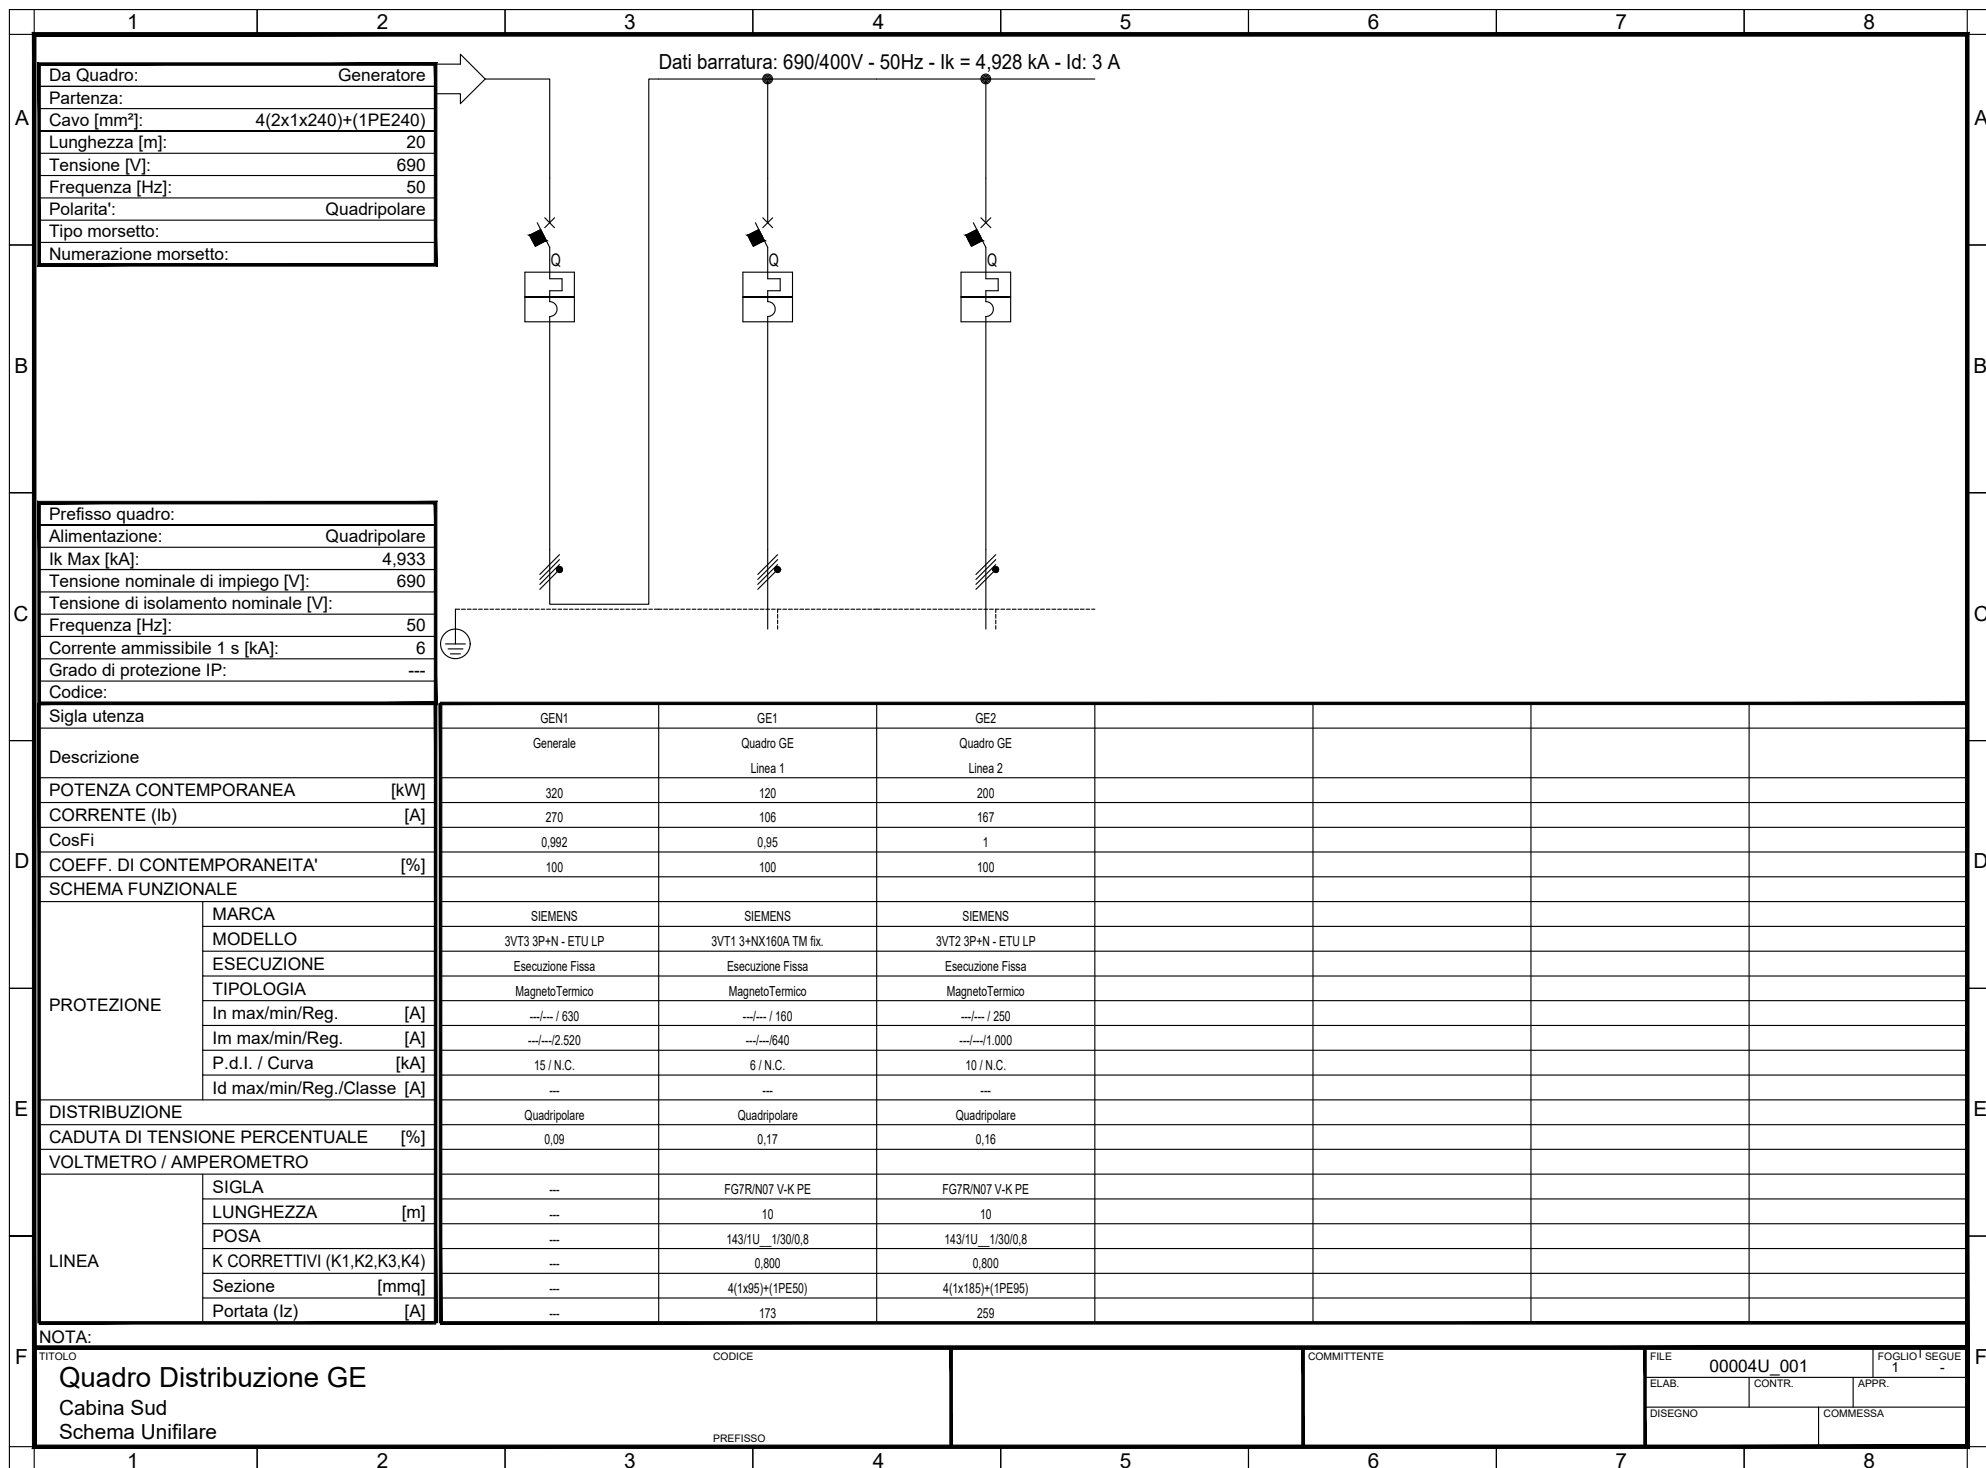 1 2 3 4 5 6 7 8
Dati barratura: 690/400V - 50Hz - Ik = 4,928 kA - Id: 3 A
Da Quadro: Generatore
Partenza:
Cavo [mm²]: 4(2x1x240)+(1PE240)
Lunghezza [m]: 20
Tensione [V]: 690
Frequenza [Hz]: 50
Polarita': Quadripolare
Tipo morsetto:
Numerazione morsetto:
A A
Q Q Q
B B
Prefisso quadro:
Alimentazione: Quadripolare
Ik Max [kA]: 4,933
Tensione nominale di impiego [V]: 690
Tensione di isolamento nominale [V]:
Frequenza [Hz]: 50
Corrente ammissibile 1 s [kA]: 6
Grado di protezione IP: ---
Codice:
C C
Sigla utenza GEN1 GE1 GE2
Descrizione Generale Quadro GE Quadro GE
Linea 1 Linea 2
POTENZA CONTEMPORANEA [kW] 320 120 200
CORRENTE (Ib) [A] 270 106 167
CosFi 0,992 0,95 1
D COEFF. DI CONTEMPORANEITA' [%] 100 100 100 D
SCHEMA FUNZIONALE
PROTEZIONE
MARCA SIEMENS SIEMENS SIEMENS
MODELLO 3VT3 3P+N - ETU LP 3VT1 3+NX160A TM fix. 3VT2 3P+N - ETU LP
ESECUZIONE Esecuzione Fissa Esecuzione Fissa Esecuzione Fissa
TIPOLOGIA MagnetoTermico MagnetoTermico MagnetoTermico
In max/min/Reg. [A] ---/--- / 630 ---/--- / 160 ---/--- / 250
Im max/min/Reg. [A] ---/---/2.520 ---/---/640 ---/---/1.000
P.d.I. / Curva [kA] 15 / N.C. 6 / N.C. 10 / N.C.
Id max/min/Reg./Classe [A] --- --- ---
E DISTRIBUZIONE Quadripolare Quadripolare Quadripolare E
CADUTA DI TENSIONE PERCENTUALE [%] 0,09 0,17 0,16
VOLTMETRO / AMPEROMETRO
LINEA
SIGLA --- FG7R/N07 V-K PE FG7R/N07 V-K PE
LUNGHEZZA [m] --- 10 10
POSA --- 143/1U__1/30/0,8 143/1U__1/30/0,8
K CORRETTIVI (K1,K2,K3,K4) --- 0,800 0,800
Sezione [mmq] --- 4(1x95)+(1PE50) 4(1x185)+(1PE95)
Portata (Iz) [A] --- 173 259
NOTA:
F F
TITOLO CODICE COMMITTENTE FILE FOGLIO SEGUE
Quadro Distribuzione GE 00004U_001 1 -
ELAB. CONTR. APPR.
Cabina Sud
DISEGNO COMMESSA
Schema Unifilare
PREFISSO
1 2 3 4 5 6 7 8